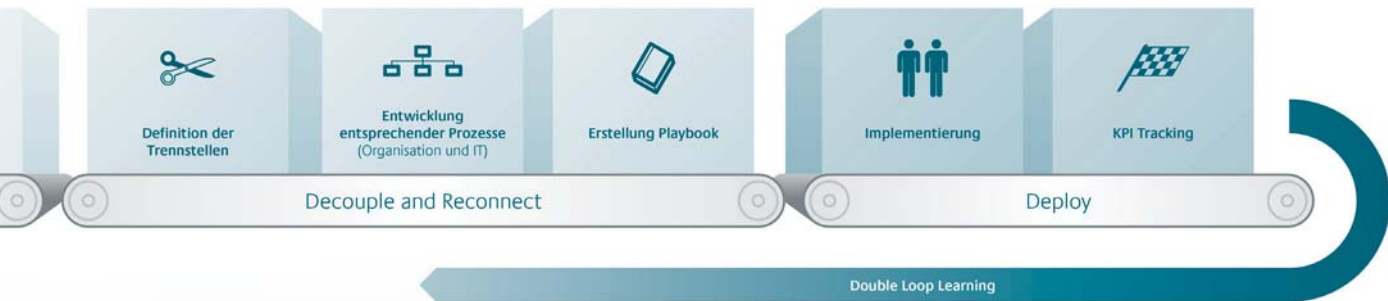 Definition der
Trennstellen
Entwicklung
entsprechender Prozesse
(Organisation und IT)
Erstellung Playbook
Implementierung
KPI Tracking
Decouple and Reconnect
Deploy
Double Loop Learning